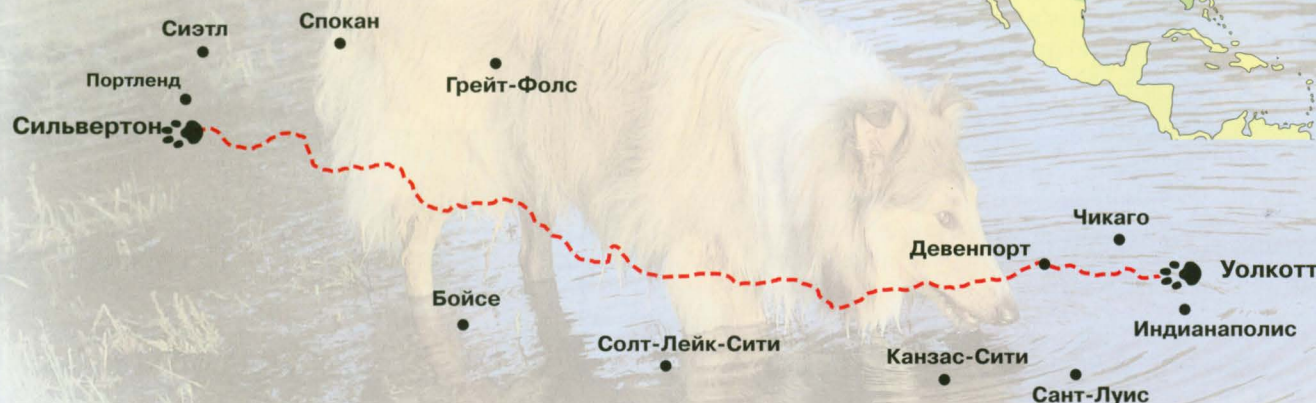 Сиэтл
Спокан
Портленд
Грейт-Фолс
Сильвертон
Чикаго
Девенпорт
Уолкотт
Бойсе
Индианаполис
Солт-Лейк-Сити
Канзас-Сити
Сант-Луис